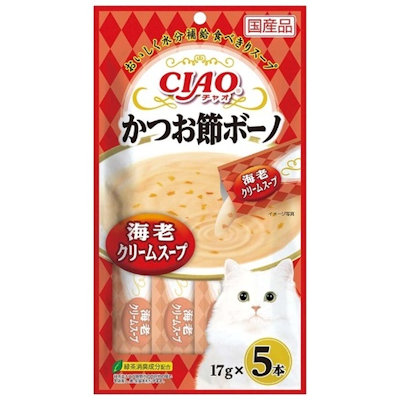 国産品
おいしく水分補給 食べきりスープ
CIAO®
チャオ
かつお節ボーノ
海老
クリームスープ
イメージ写真
海老
クリームスープ
海老
クリームスープ
海老
クリームスープ
緑茶消臭成分配合
17g×5本